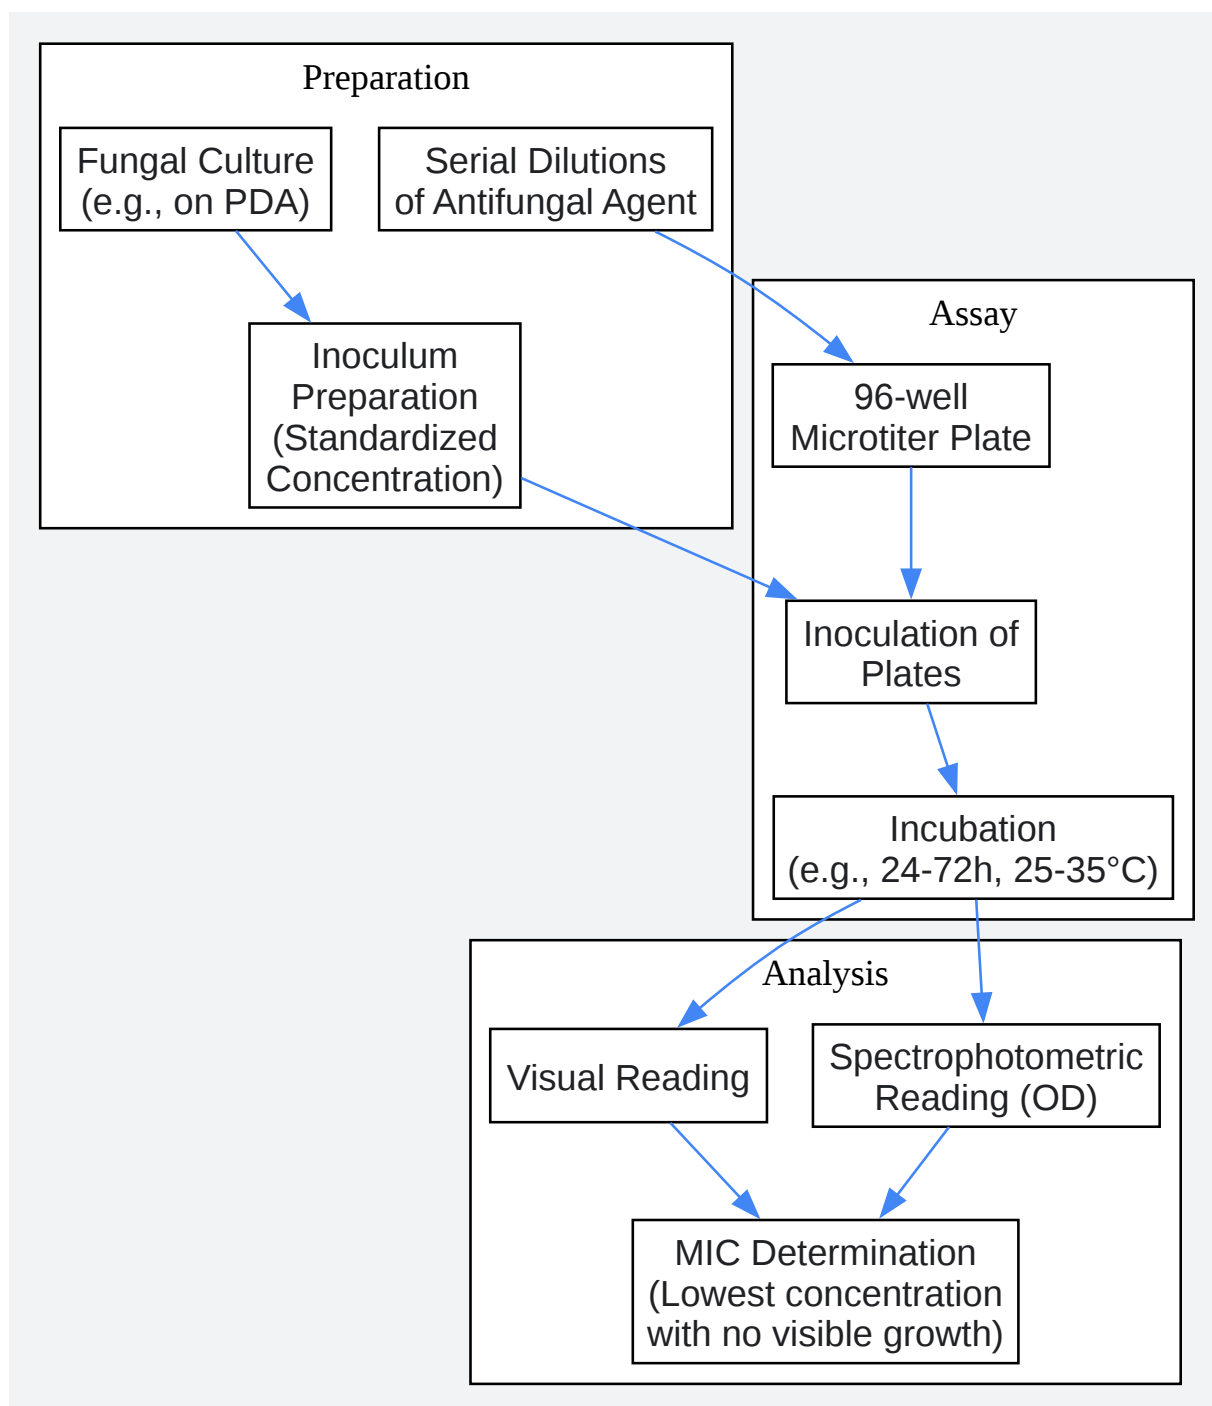 Preparation
Fungal Culture
(e.g., on PDA)
Serial Dilutions
of Antifungal Agent
Inoculum
Preparation
(Standardized
Concentration)
Assay
96-well
Microtiter Plate
Inoculation of
Plates
Incubation
(e.g., 24-72h, 25-35°C)
Analysis
Visual Reading
Spectrophotometric
Reading (OD)
MIC Determination
(Lowest concentration
with no visible growth)